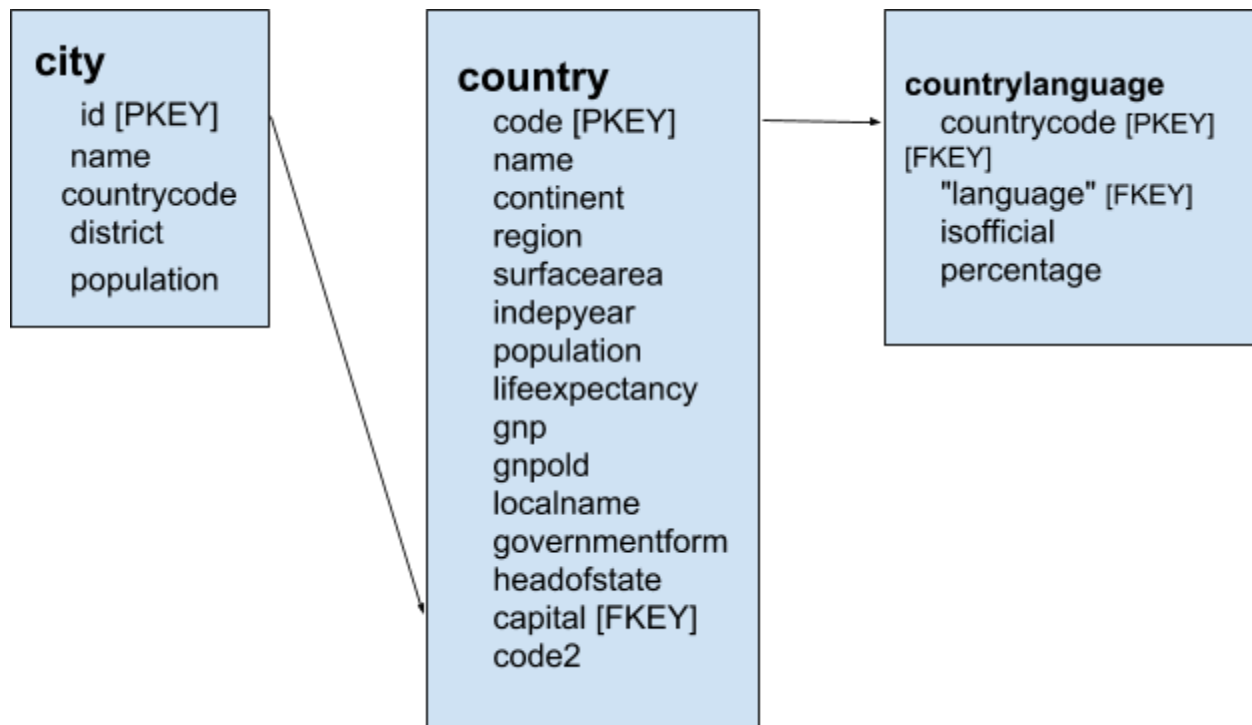 city
id [PKEY]
name
countrycode
district
population
country
code [PKEY]
name
continent
region
surfacearea
indepyear
population
lifeexpectancy
gnp
gnpold
localname
governmentform
headofstate
capital [FKEY]
code2
countrylanguage
countrycode [PKEY]
[FKEY]
"language" [FKEY]
isofficial
percentage